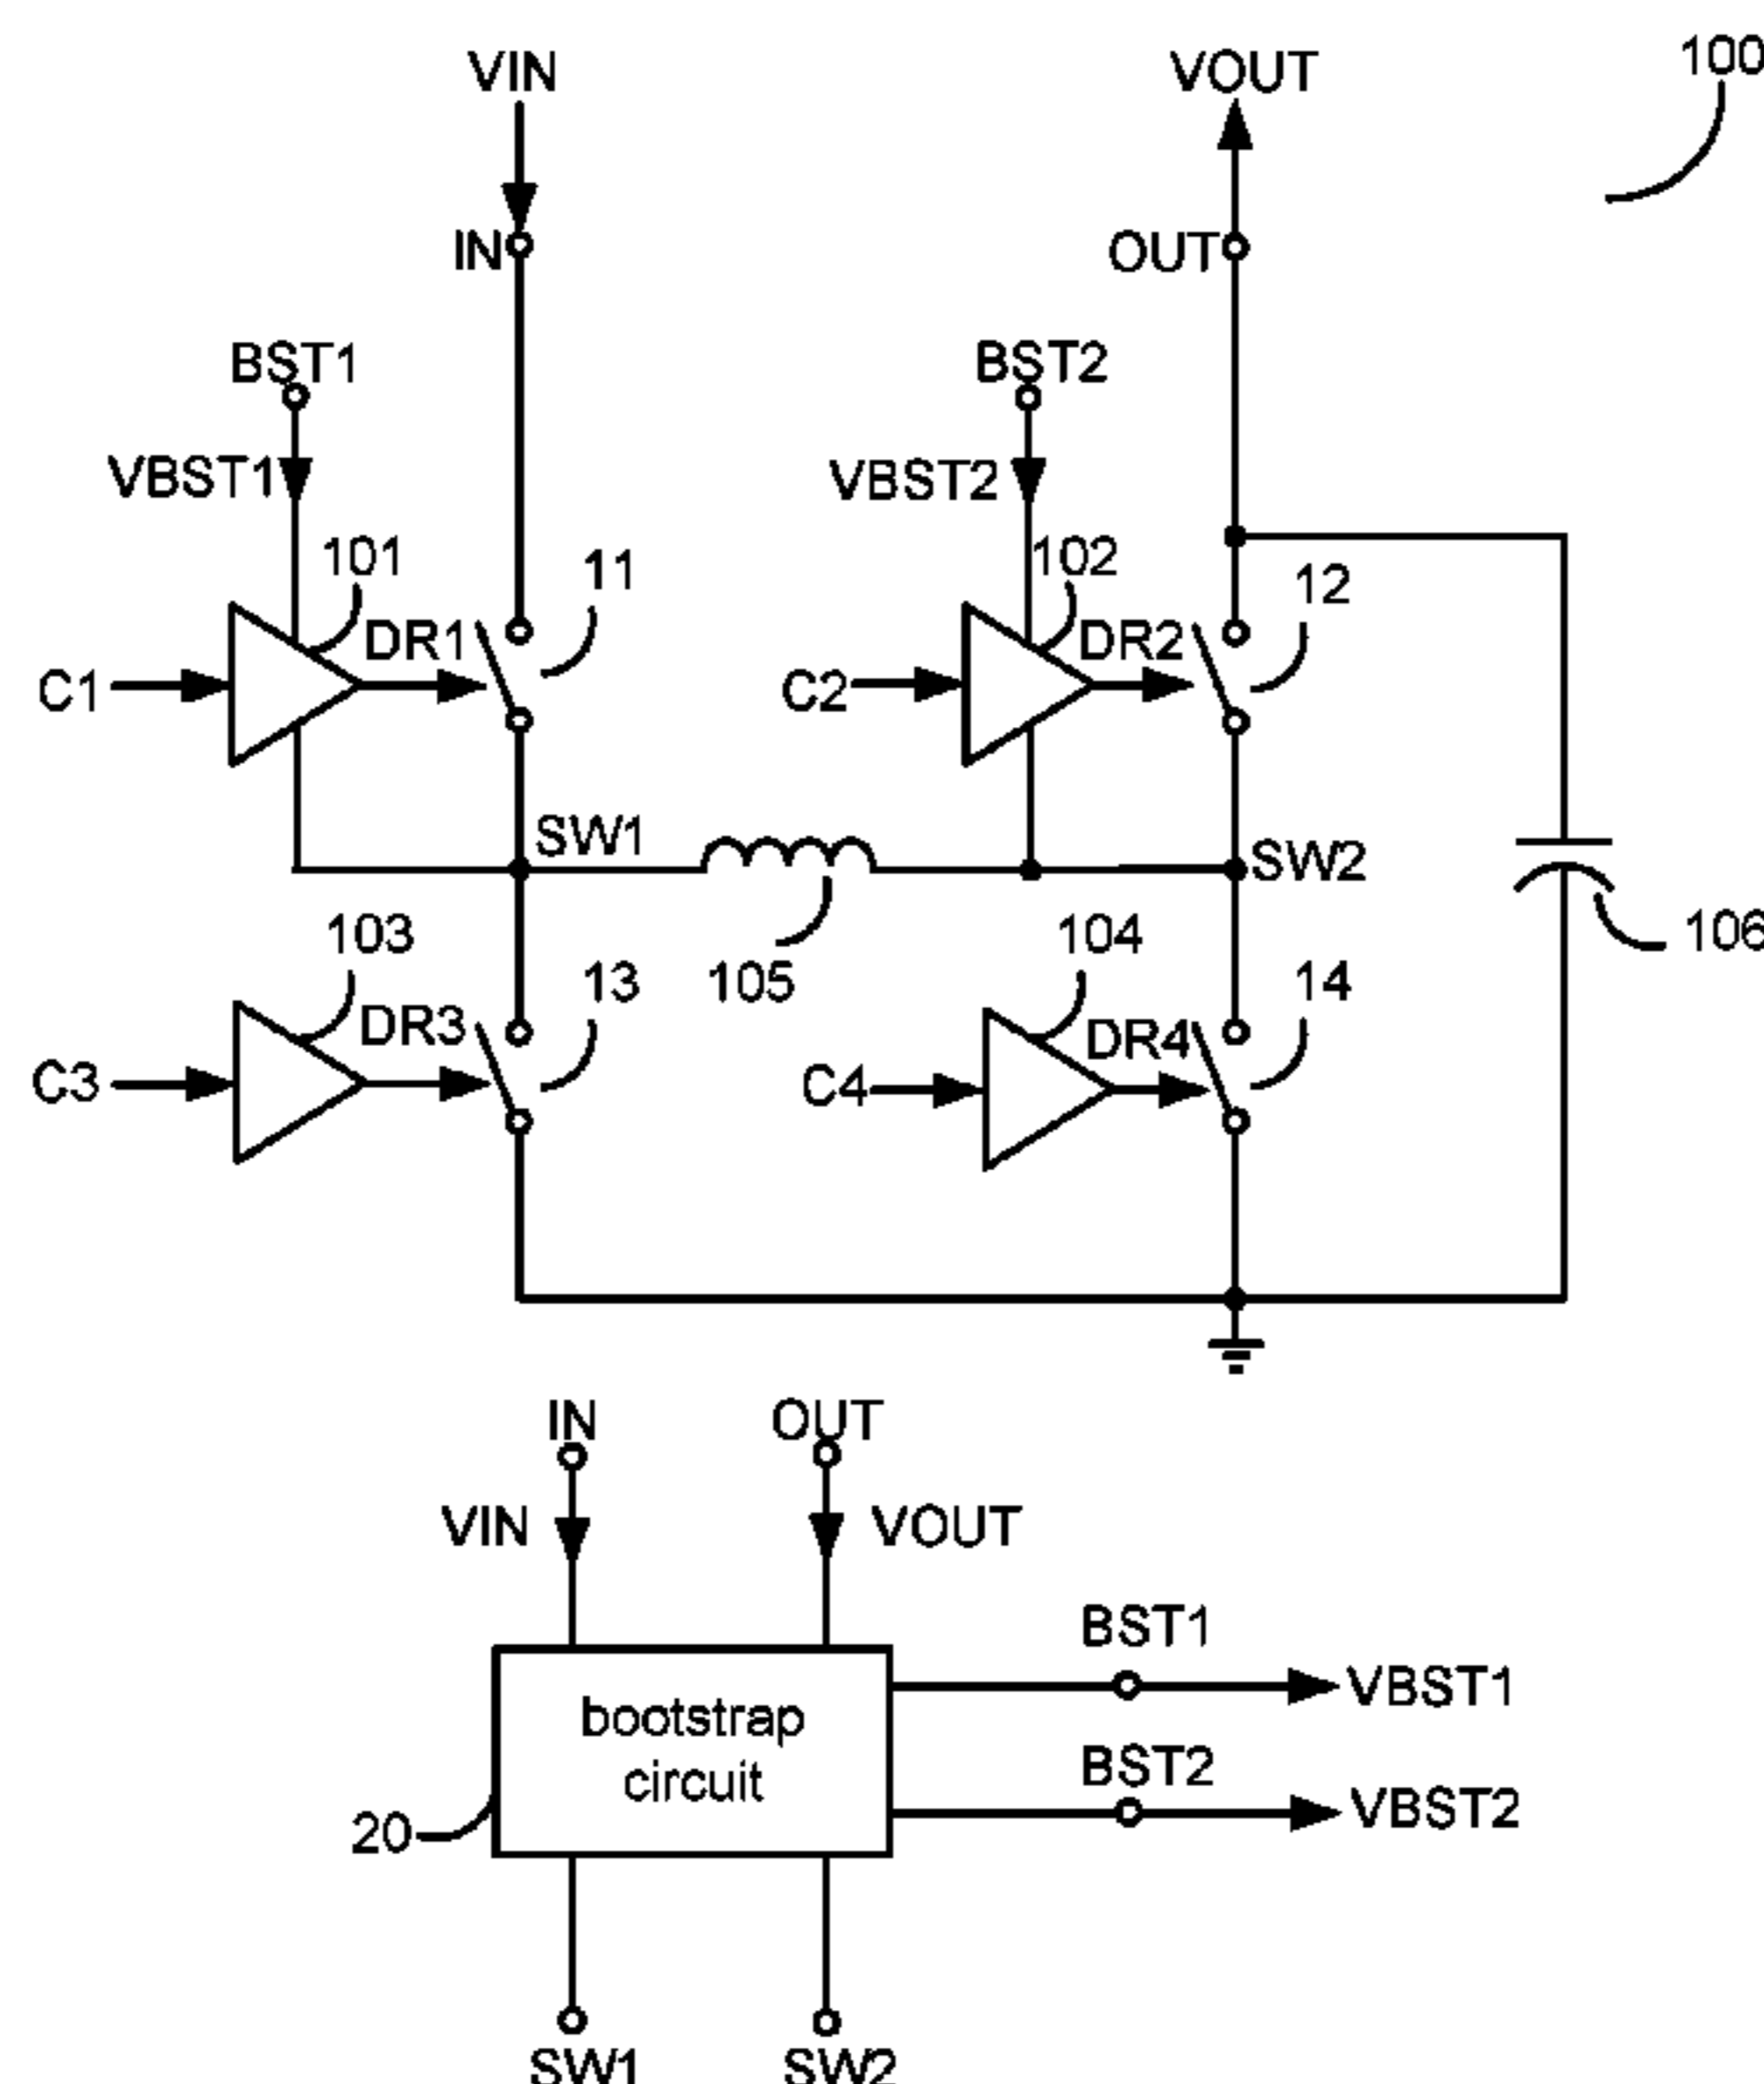 VIN
VOUT
100
IN
OUT
BST1
BST2
VBST1
VBST2
101
11
102
12
DR1
DR2
C1
C2
SW1
SW2
103
13
105
104
14
106
DR3
DR4
C3
C4
IN
OUT
VIN
VOUT
bootstrap
circuit
BST1
VBST1
BST2
VBST2
20
SW1
SW2